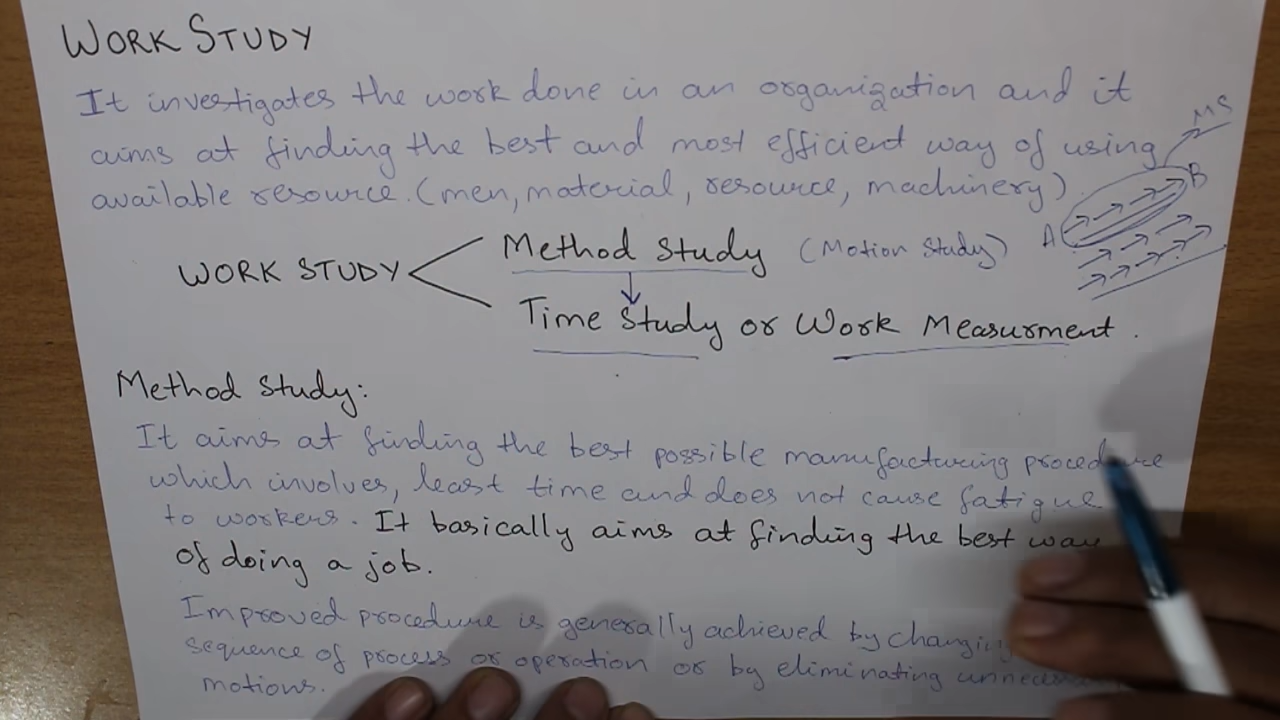 WORK STUDY
It investigates the work done in an organization and it
aims at finding the best and most efficient way of using
available resource. (men, material, resource, machinery)
MS
B
A
WORK STUDY
Method Study (Motion Study)
Time Study or Work Measurment.
Method Study:
It aims at finding the best possible manufacturing procedure
which involves, least time and does not cause fatigue
to workers. It basically aims at finding the best way
of doing a job.
Improved procedure is generally achieved by
sequence of process or operation or by eliminating
motions.